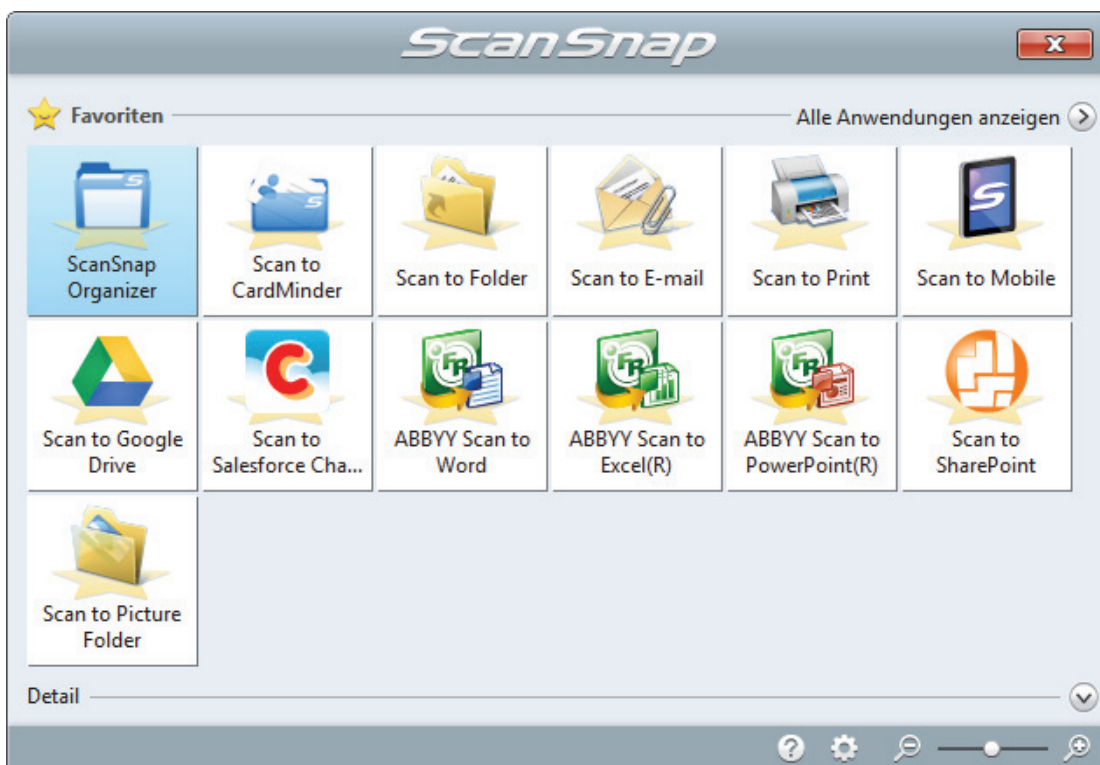 ScanSnap
Favoriten
Alle Anwendungen anzeigen
ScanSnap
Organizer
Scan to
CardMinder
Scan to Folder
Scan to E-mail
Scan to Print
Scan to Mobile
Scan to Google
Drive
Scan to
Salesforce Cha...
ABBYY Scan to
Word
ABBYY Scan to
Excel(R)
ABBYY Scan to
PowerPoint(R)
Scan to
SharePoint
Scan to Picture
Folder
Detail